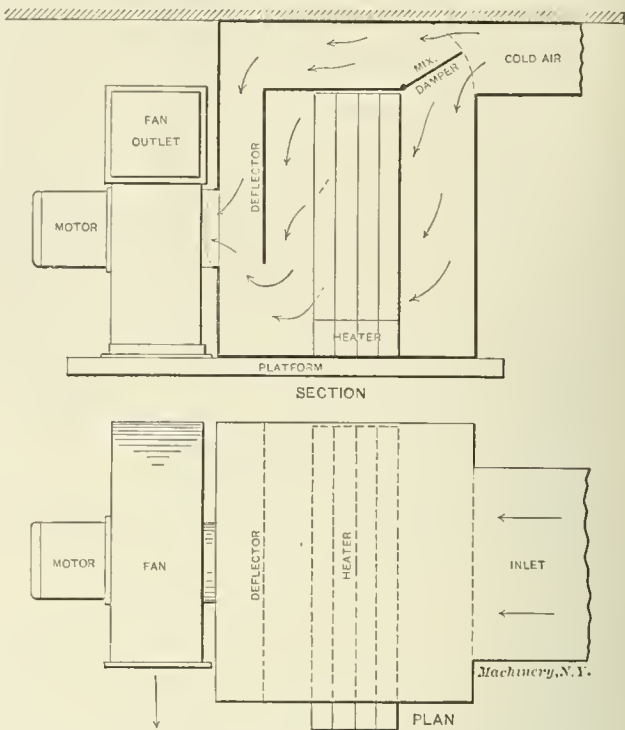 COLD AIR
MIX.
DAMPER
FAN
OUTLET
DEFLECTOR
MOTOR
HEATER
PLATFORM
SECTION
MOTOR
FAN
DEFLECTOR
HEATER
INLET
Machinery, N.Y.
PLAN